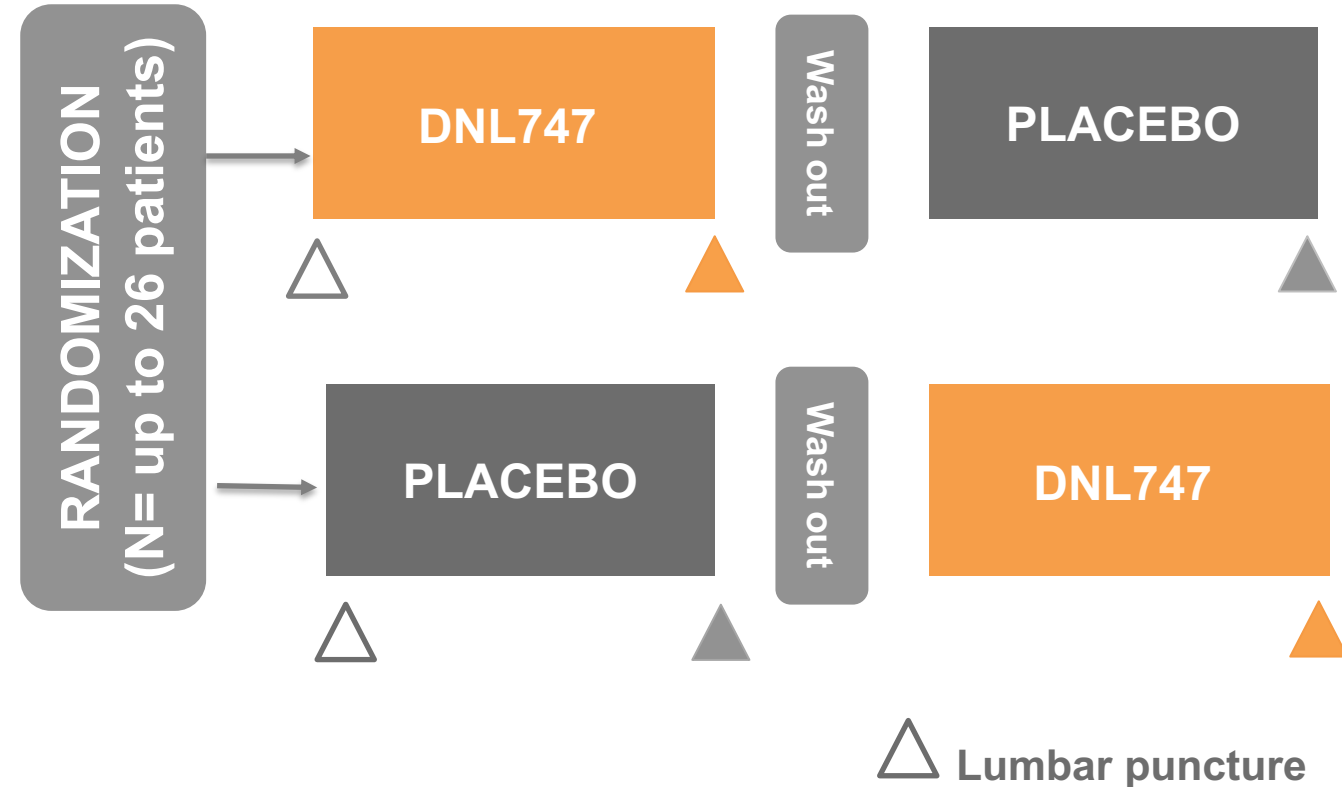 RANDOMIZATION
(N= up to 26 patients)
DNL747
Wash out
PLACEBO
PLACEBO
Wash out
DNL747
Lumbar puncture